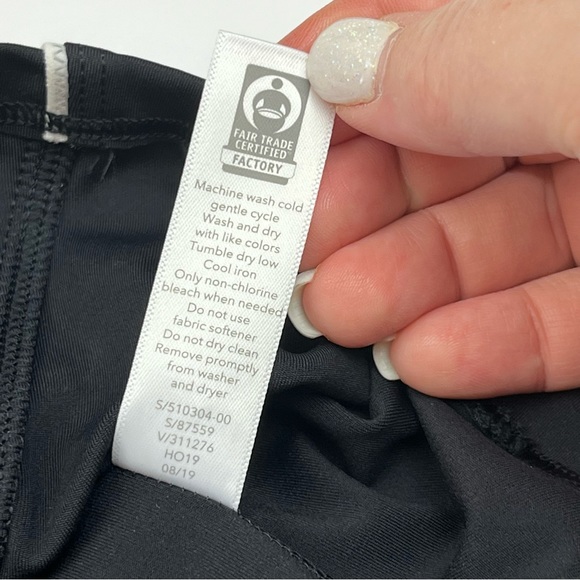 FAIR TRADE
CERTIFIED
FACTORY
Machine wash cold
gentle cycle
Wash and dry
with like colors
Tumble dry low
Cool iron
Only non-chlorine
bleach when needed
Do not use
fabric softener
Do not dry clean
Remove promptly
from washer
and dryer
S/510304-00
S/87559
V/311276
HO19
08/19